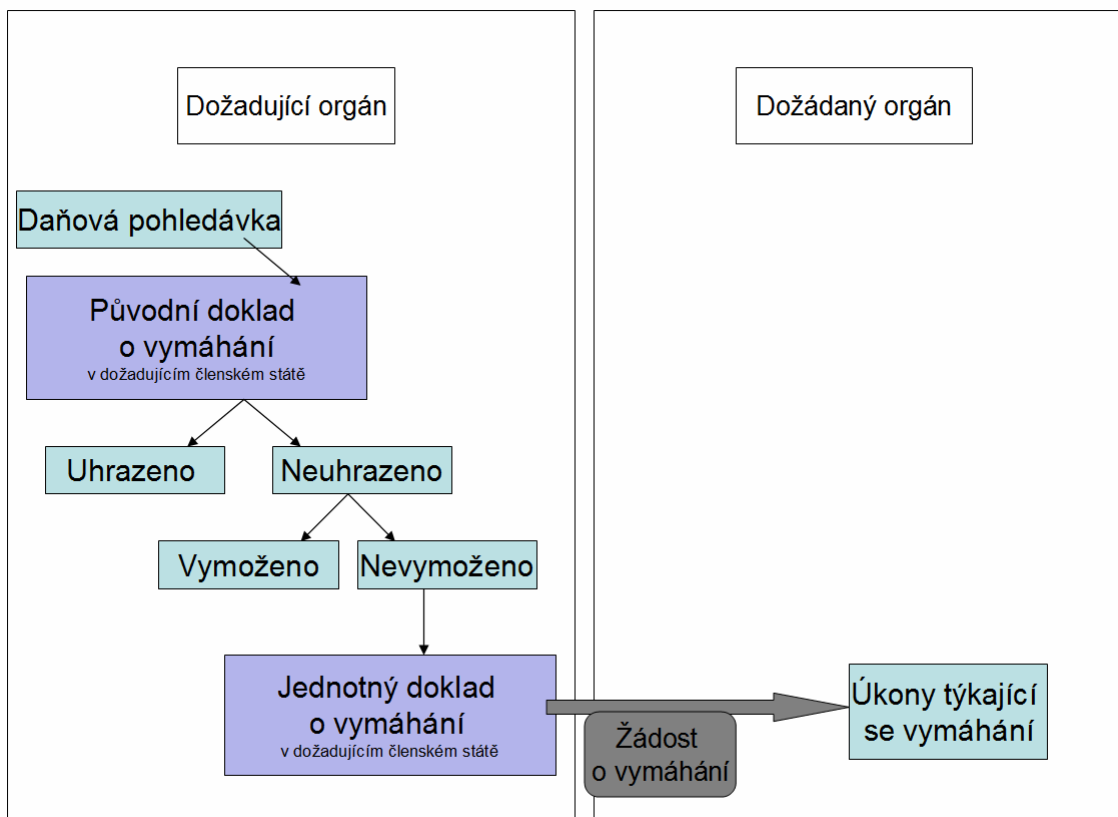 Dožadující orgán
Dožádaný orgán
Daňová pohledávka
Původní doklad
o vymáhání
v dožadujícím členském státě
Uhrazeno
Neuhrazeno
Vymoženo
Nevymoženo
Jednotný doklad
o vymáhání
v dožadujícím členském státě
Žádost
o vymáhání
Úkony týkající
se vymáhání